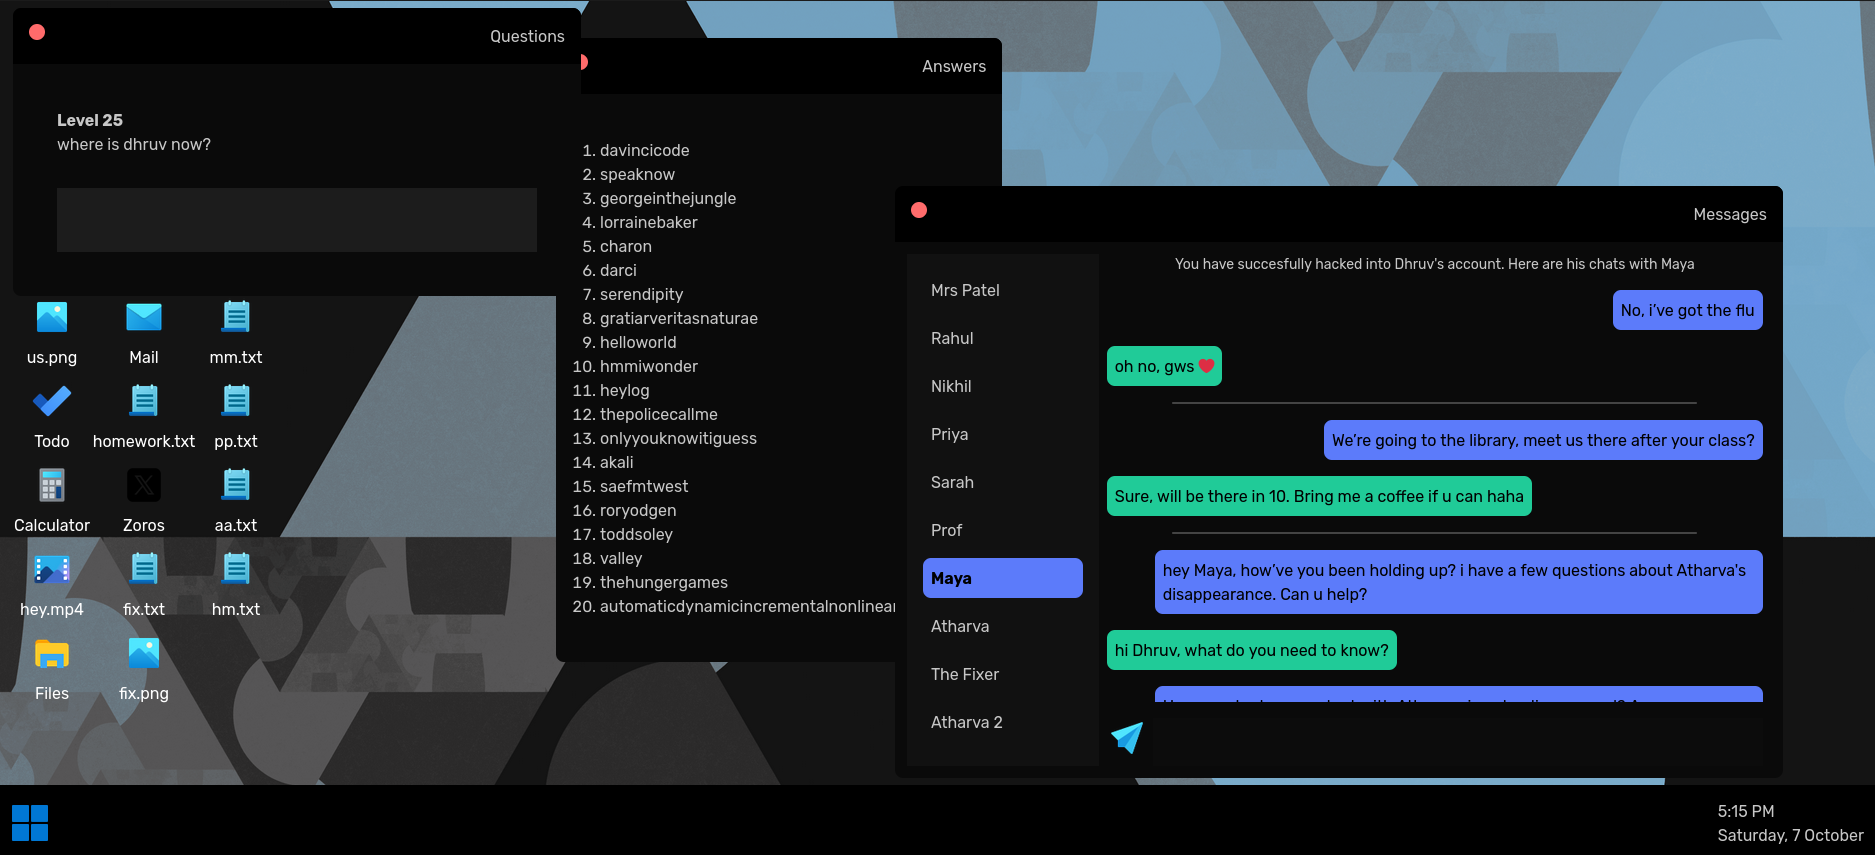 Questions
Level 25
where is dhruv now?
Answers
1. davincicode
2. speaknow
3. georgeinthejungle
4. lorrainebaker
5. charon
6. darci
7. serendipity
8. gratiarveritasnaturae
9. helloworld
10. hmmiwonder
11. heylog
12. thepolicecallme
13. onlyyouknowitiguess
14. akali
15. saefmtwest
16. roryodgen
17. toddsoley
18. valley
19. thehungergames
20. automaticdynamicincrementalnonlinear
Messages
Mrs Patel
Rahul
Nikhil
Priya
Sarah
Prof
Maya
Atharva
The Fixer
Atharva 2
You have succesfully hacked into Dhruv's account. Here are his chats with Maya
No, i've got the flu
oh no, gws ❤️
We're going to the library, meet us there after your class?
Sure, will be there in 10. Bring me a coffee if u can haha
hey Maya, how've you been holding up? i have a few questions about Atharva's
disappearance. Can u help?
hi Dhruv, what do you need to know?
us.png
Mail
mm.txt
Todo
homework.txt
pp.txt
Calculator
Zoros
aa.txt
hey.mp4
fix.txt
hm.txt
Files
fix.png
5:15 PM
Saturday, 7 October